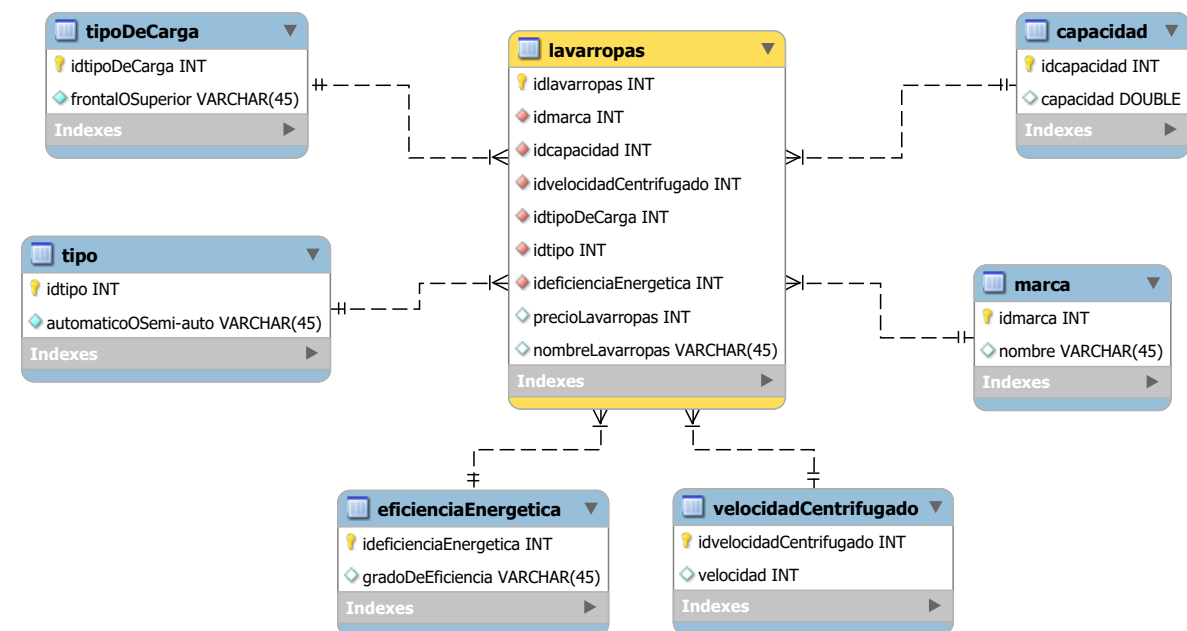 tipoDeCarga
idtipoDeCarga INT
frontalOSuperior VARCHAR(45)
Indexes
lavarropas
idlavarropas INT
idmarca INT
idcapacidad INT
idvelocidadCentrifugado INT
idtipoDeCarga INT
idtipo INT
ideficienciaEnergetica INT
precioLavarropas INT
nombreLavarropas VARCHAR(45)
Indexes
capacidad
idcapacidad INT
capacidad DOUBLE
Indexes
tipo
idtipo INT
automaticoOSemi-auto VARCHAR(45)
Indexes
marca
idmarca INT
nombre VARCHAR(45)
Indexes
eficienciaEnergetica
ideficienciaEnergetica INT
gradoDeEficiencia VARCHAR(45)
Indexes
velocidadCentrifugado
idvelocidadCentrifugado INT
velocidad INT
Indexes